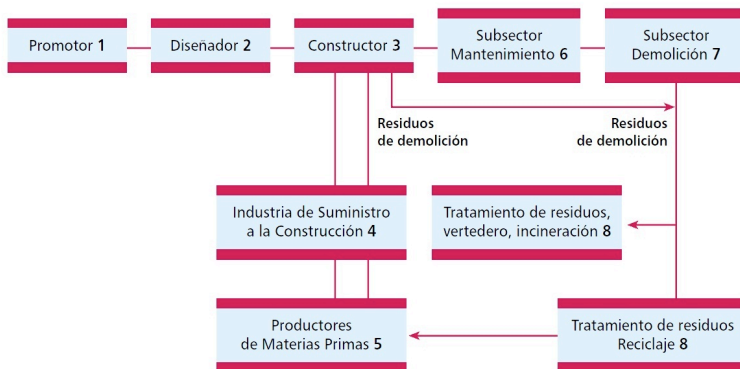 Promotor 1
Diseñador 2
Constructor 3
Subsector
Mantenimiento 6
Subsector
Demolición 7
Residuos
de demolición
Residuos
de demolición
Industria de Suministro
a la Construcción 4
Tratamiento de residuos,
vertedero, incineración 8
Productores
de Materias Primas 5
Tratamiento de residuos
Reciclaje 8